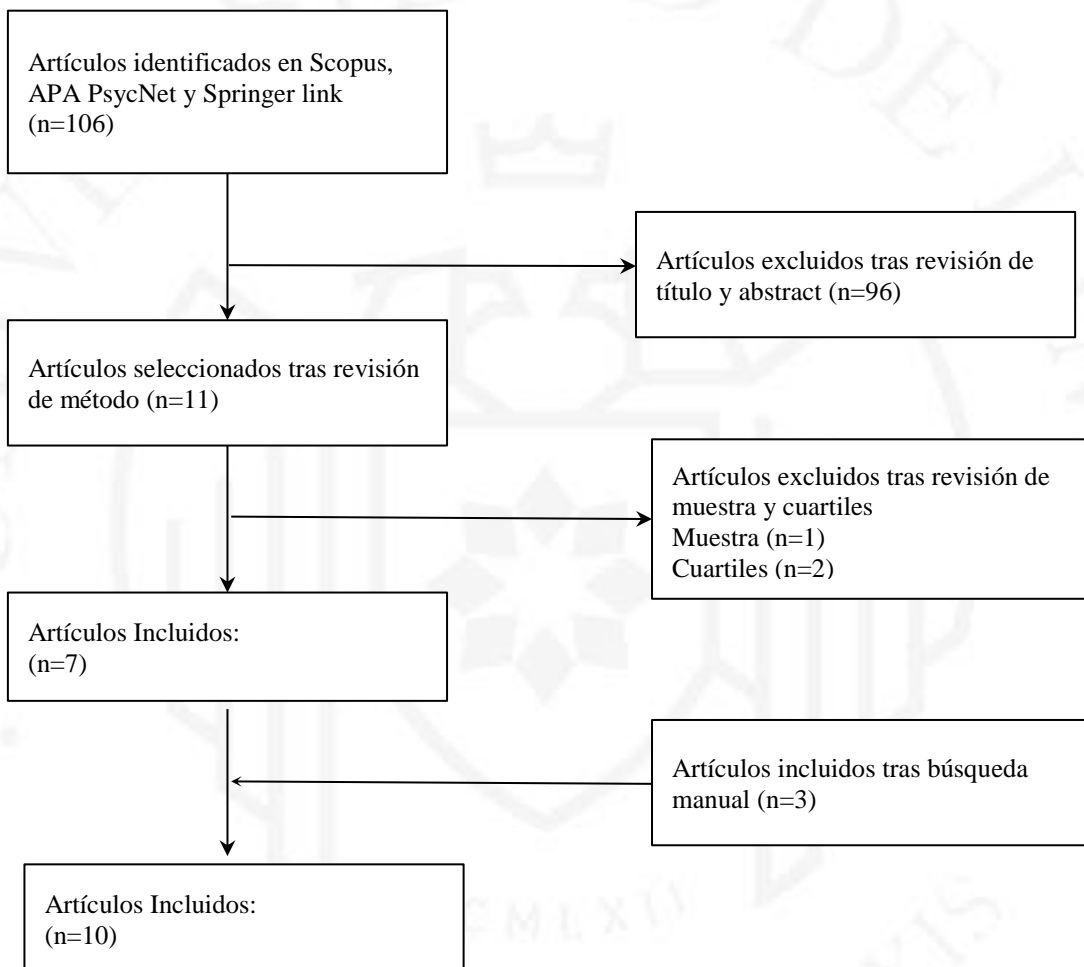 Artículos identificados en Scopus,
APA PsycNet y Springer link
(n=106)
Artículos excluidos tras revisión de
título y abstract (n=96)
Artículos seleccionados tras revisión
de método (n=11)
Artículos excluidos tras revisión de
muestra y cuartiles
Muestra (n=1)
Cuartiles (n=2)
Artículos Incluidos:
(n=7)
Artículos incluidos tras búsqueda
manual (n=3)
Artículos Incluidos:
(n=10)